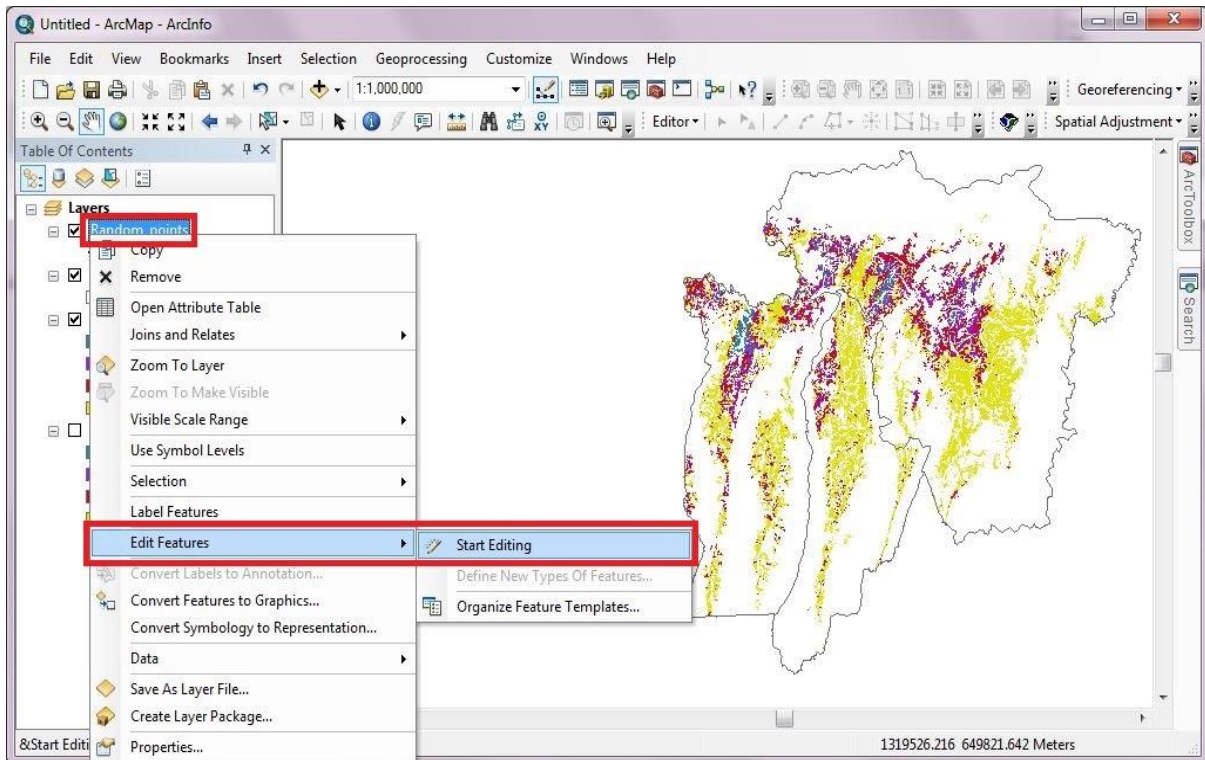 Untitled - ArcMap - ArcInfo
File Edit View Bookmarks Insert Selection Geoprocessing Customize Windows Help
1:1,000,000
Georeferencing
Editor
Spatial Adjustment
Table Of Contents
Layers
Random points
Copy
Remove
Open Attribute Table
Joins and Relates
Zoom To Layer
Zoom To Make Visible
Visible Scale Range
Use Symbol Levels
Selection
Label Features
Edit Features
Start Editing
Define New Types Of Features...
Organize Feature Templates...
Convert Labels to Annotation...
Convert Features to Graphics...
Convert Symbology to Representation...
Data
Save As Layer File...
Create Layer Package...
Properties...
ArcToolbox
Search
&Start Editi
1319526.216 649821.642 Meters